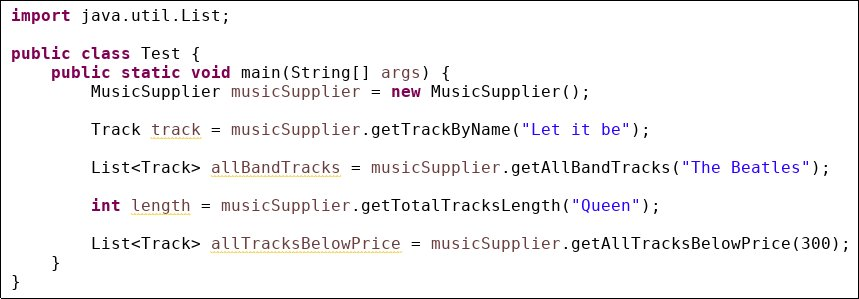 import java.util.List;
public class Test {
public static void main(String[] args) {
MusicSupplier musicSupplier = new MusicSupplier();
Track track = musicSupplier.getTrackByName("Let it be");
List<Track> allBandTracks = musicSupplier.getAllBandTracks("The Beatles");
int length = musicSupplier.getTotalTracksLength("Queen");
List<Track> allTracksBelowPrice = musicSupplier.getAllTracksBelowPrice(300);
}
}